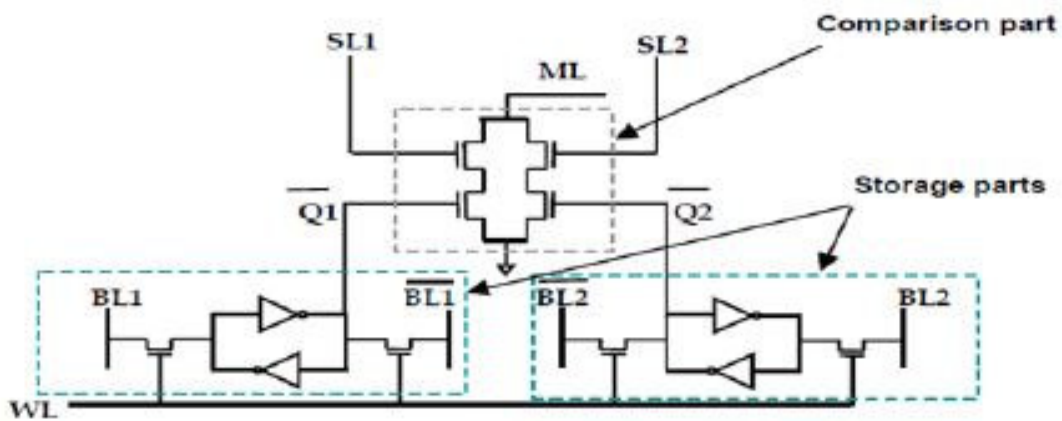 Comparison part
SL1
SL2
ML
Storage parts
Q1
Q2
BL1
BL1
BL2
BL2
WL